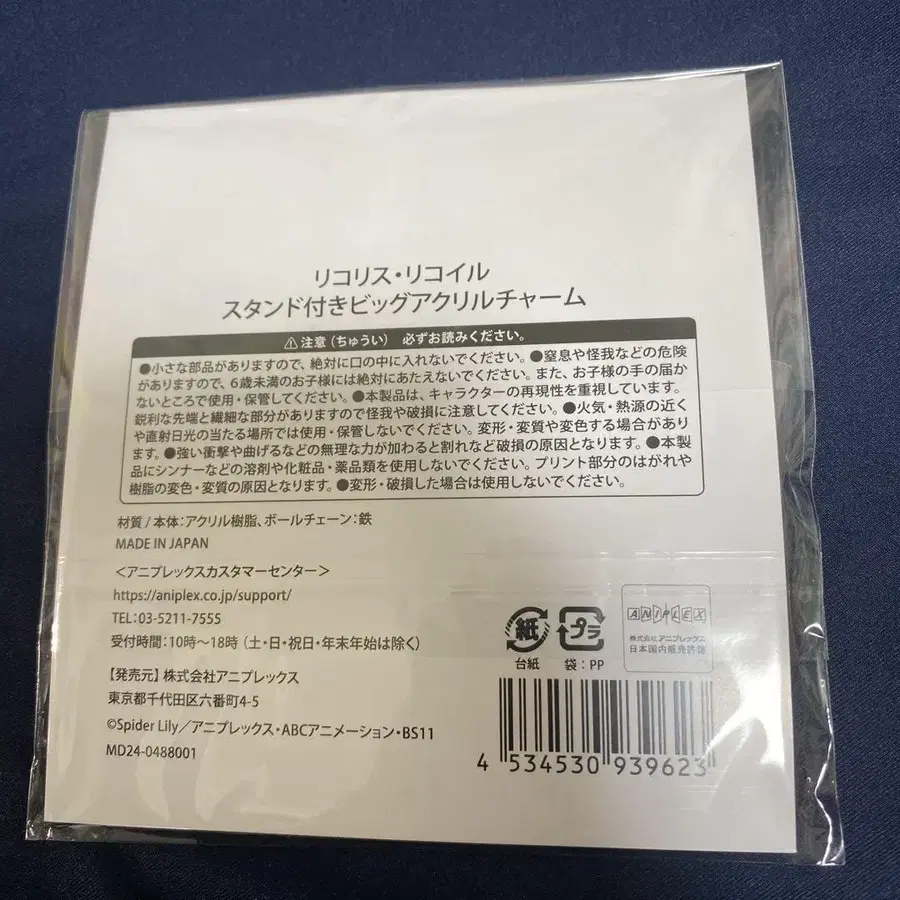 リコリス・リコイル
スタンド付きビッグアクリルチャーム
⚠注意（ちゅうい） 必ずお読みください。
●小さな部品がありますので、絶対に口の中に入れないでください。●窒息や怪我などの危険
がありますので、6歳未満のお子様には絶対にあたえないでください。また、お子様の手の届か
ないところで使用・保管してください。●本製品は、キャラクターの再現性を重視しています。
鋭利な先端と繊細な部分がありますので怪我や破損に注意してください。●火気・熱源の近く
や直射日光の当たる場所では使用・保管しないでください。変形・変質や変色する場合があり
ます。●強い衝撃や曲げるなどの無理な力が加わると割れなど破損の原因となります。●本製
品にシンナーなどの溶剤や化粧品・薬品類を使用しないでください。プリント部分のはがれや
樹脂の変色・変質の原因となります。●変形・破損した場合は使用しないでください。
材質 / 本体：アクリル樹脂、ボールチェーン：鉄
MADE IN JAPAN
＜アニプレックスカスタマーセンター＞
https://aniplex.co.jp/support/
TEL：03-5211-7555
受付時間：10時～18時（土・日・祝日・年末年始は除く）
【発売元】株式会社アニプレックス
東京都千代田区六番町4-5
©Spider Lily／アニプレックス・ABCアニメーション・BS11
MD24-0488001
紙
台紙
プラ
袋：PP
ANIPLEX
株式会社アニプレックス
日本国内販売許諾
4 534530 939623